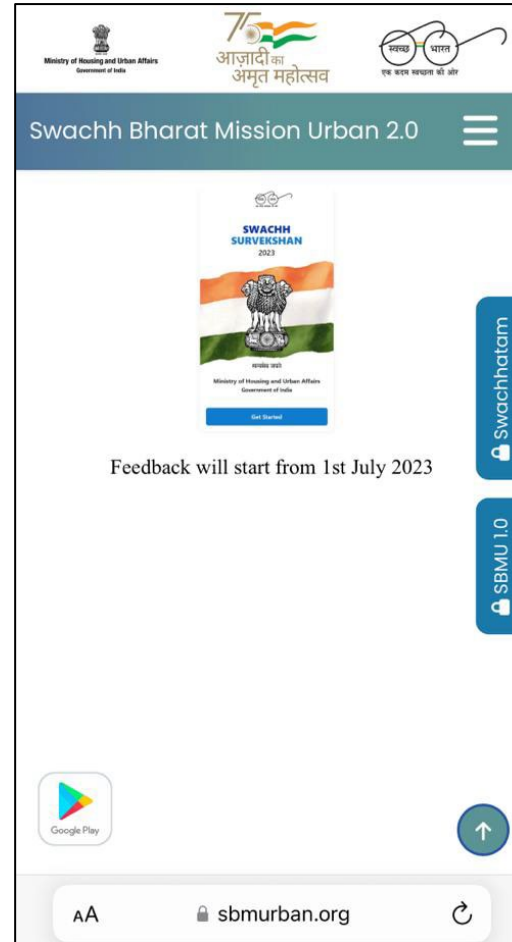 Ministry of Housing and Urban Affairs
Government of India
75
आज़ादी का
अमृत महोत्सव
स्वच्छ भारत
एक कदम स्वच्छता की ओर
Swachh Bharat Mission Urban 2.0
SWACHH
SURVEKSHAN
2023
सत्यमेव जयते
Ministry of Housing and Urban Affairs
Government of India
Get Started
Swachhatam
Feedback will start from 1st July 2023
SBMU 1.0
Google Play
AA sbmurban.org